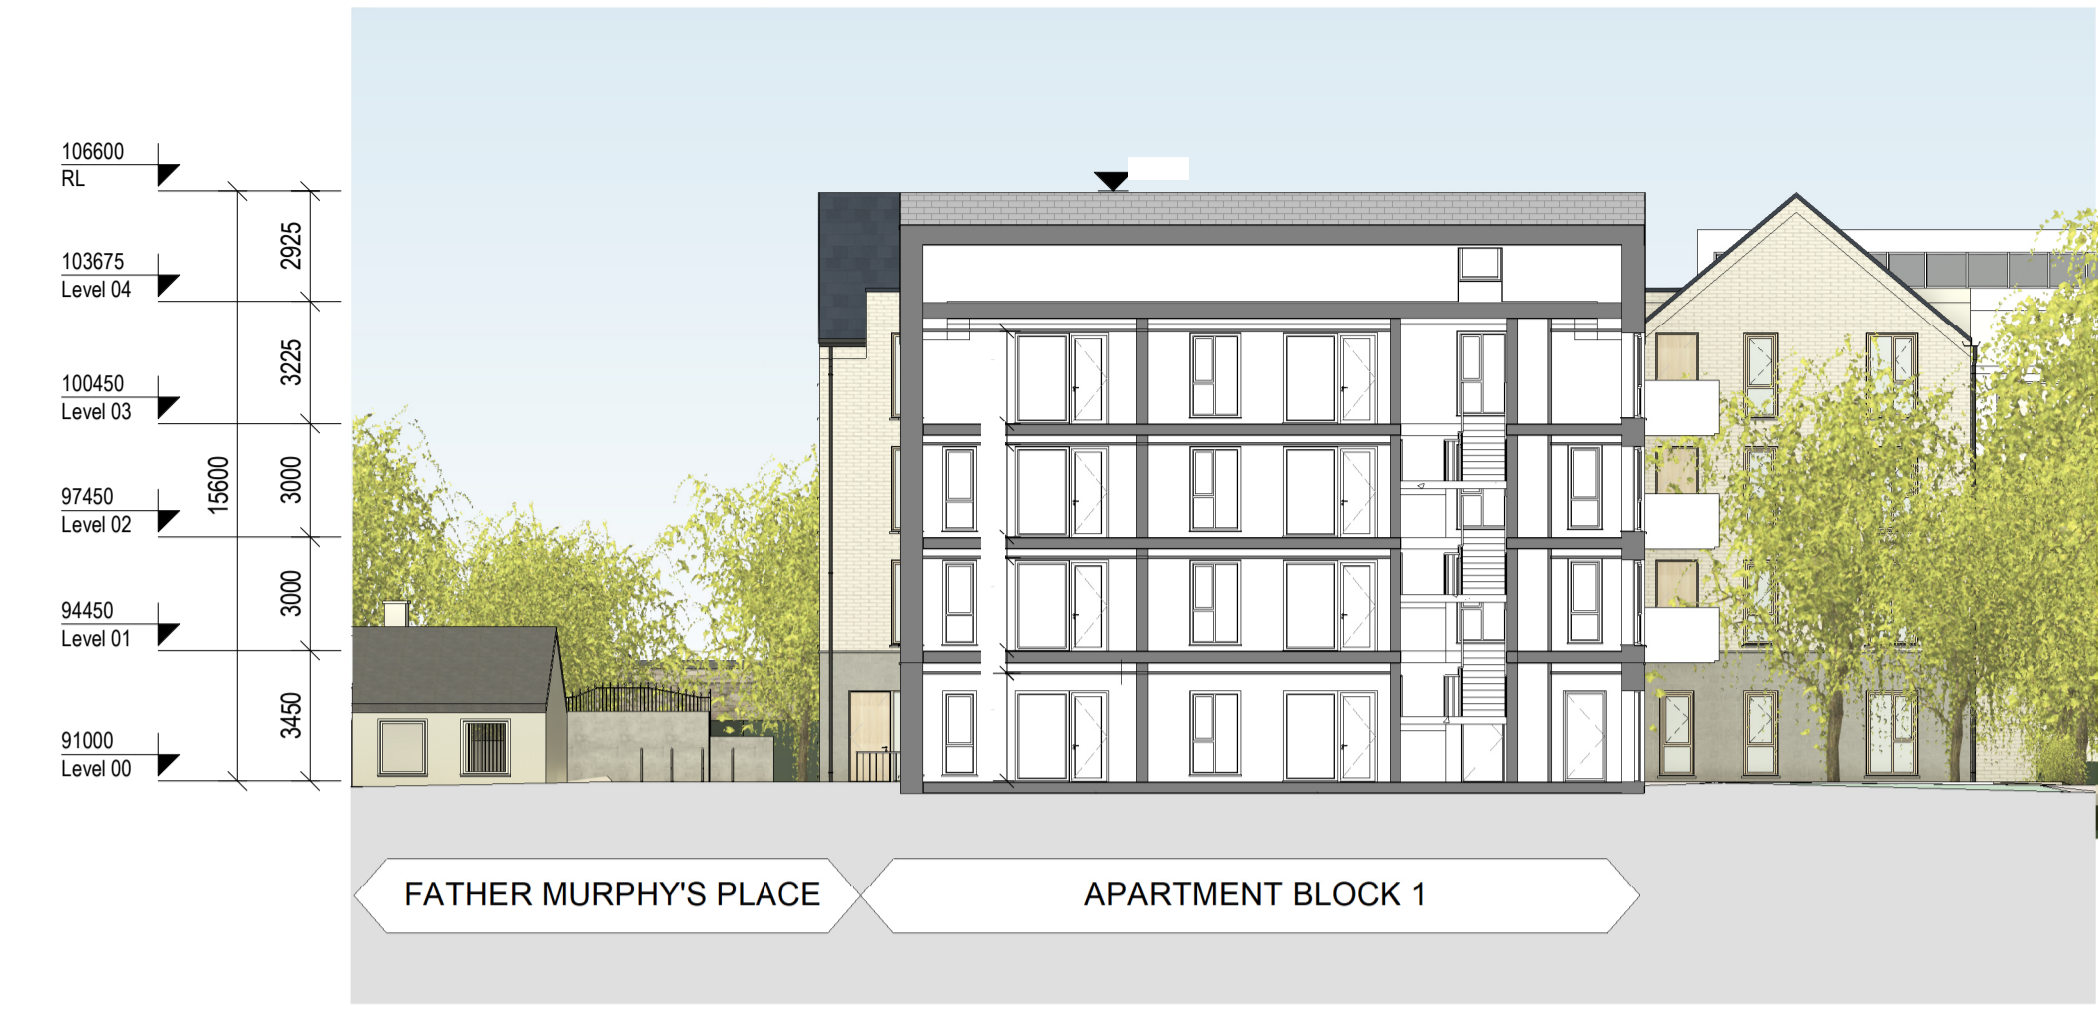 106600
RL
2925
103675
Level 04
3225
100450
Level 03
15600
3000
97450
Level 02
3000
94450
Level 01
3450
91000
Level 00
FATHER MURPHY'S PLACE
APARTMENT BLOCK 1